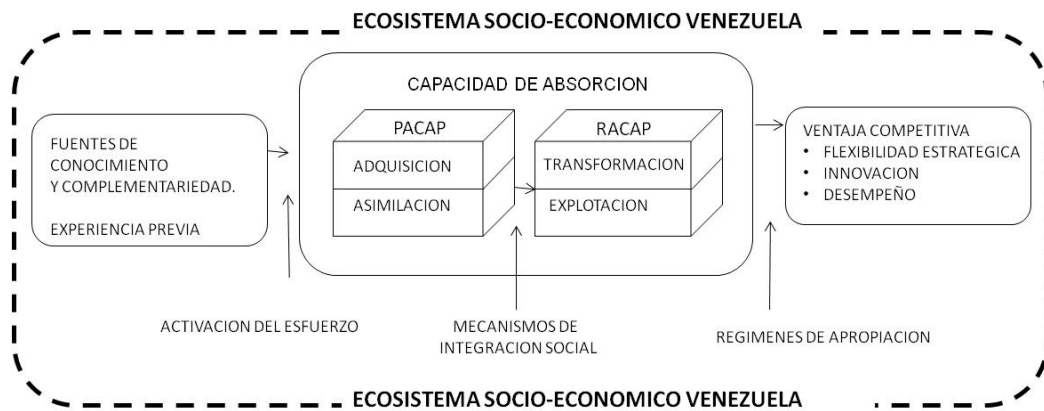 ECOSISTEMA SOCIO-ECONOMICO VENEZUELA
CAPACIDAD DE ABSORCION
FUENTES DE
CONOCIMIENTO
Y COMPLEMENTARIEDAD.
EXPERIENCIA PREVIA
PACAP
ADQUISICION
ASIMILACION
RACAP
TRANSFORMACION
EXPLOTACION
VENTAJA COMPETITIVA
• FLEXIBILIDAD ESTRATEGICA
• INNOVACION
• DESEMPEÑO
ACTIVACION DEL ESFUERZO
MECANISMOS DE
INTEGRACION SOCIAL
REGIMENES DE APROPIACION
ECOSISTEMA SOCIO-ECONOMICO VENEZUELA